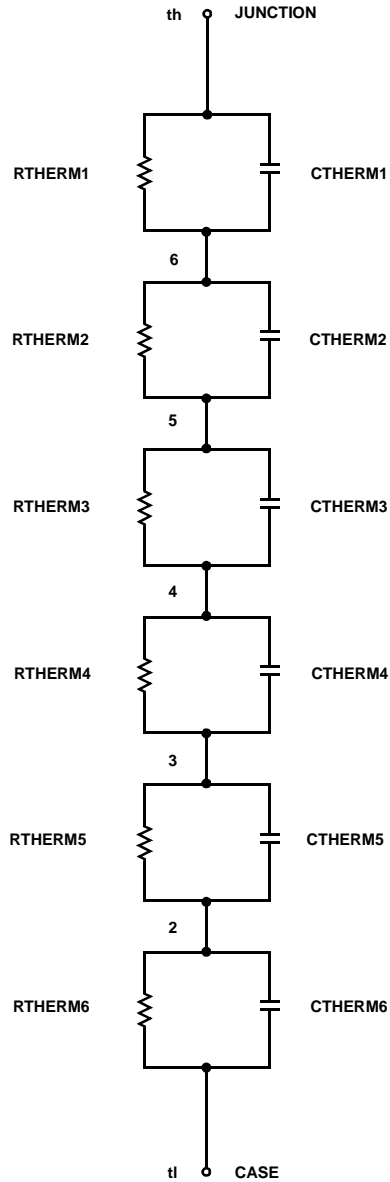 th JUNCTION
RTHERM1 CTHERM1
6
RTHERM2 CTHERM2
5
RTHERM3 CTHERM3
4
RTHERM4 CTHERM4
3
RTHERM5 CTHERM5
2
RTHERM6 CTHERM6
tl CASE